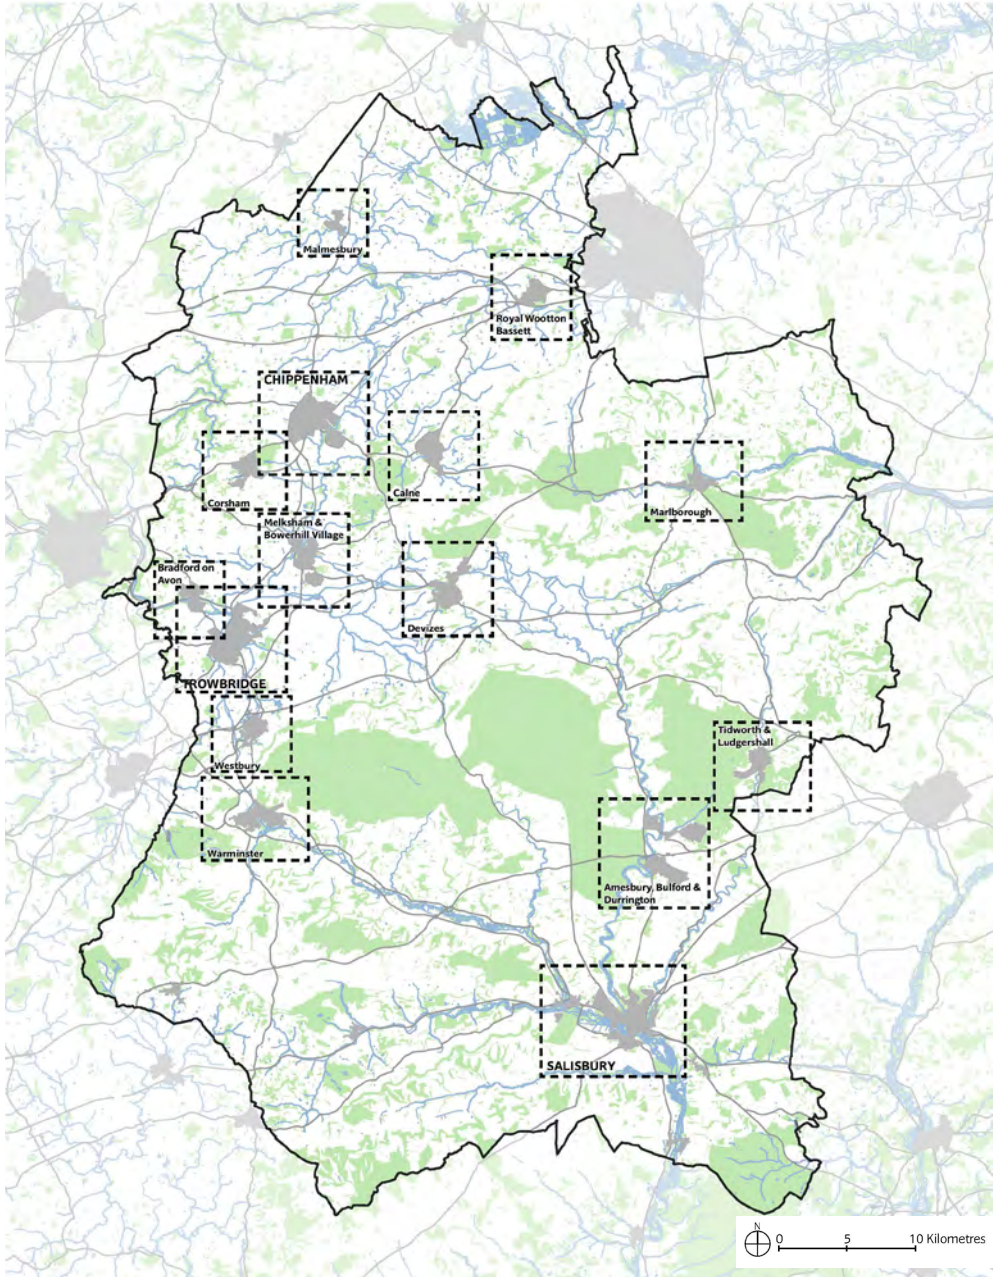 Malmesbury
Royal Wootton
Bassett
CHIPPENHAM
Calne
Corsham
Marlborough
Melksham &
Bowerhill Village
Bradford on
Avon
Devizes
TROWBRIDGE
Tidworth &
Ludgershall
Westbury
Warminster
Amesbury, Bulford &
Durrington
SALISBURY
N
0 5 10 Kilometres